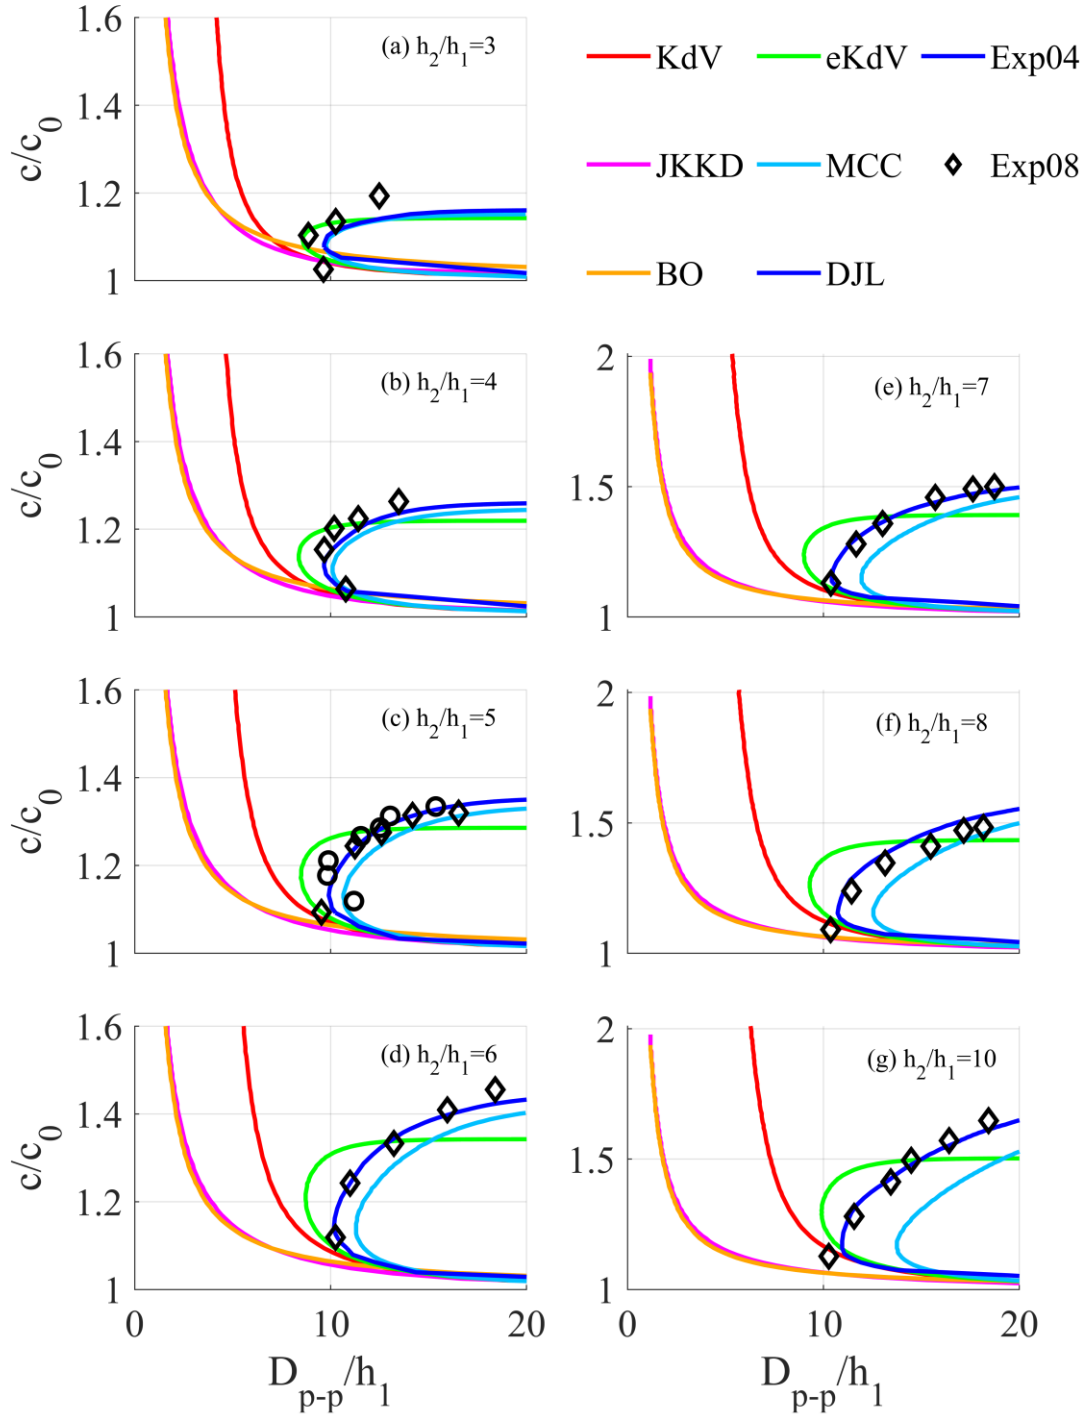 1.6
1.4
1.2
1
c/c0
(a) h2/h1=3
KdV
eKdV
Exp04
JKKD
MCC
Exp08
BO
DJL
1.6
1.4
1.2
1
c/c0
(b) h2/h1=4
2
1.5
1
(e) h2/h1=7
1.6
1.4
1.2
1
c/c0
(c) h2/h1=5
2
1.5
1
(f) h2/h1=8
1.6
1.4
1.2
1
c/c0
(d) h2/h1=6
0 10 20
Dp-p/h1
2
1.5
1
(g) h2/h1=10
0 10 20
Dp-p/h1